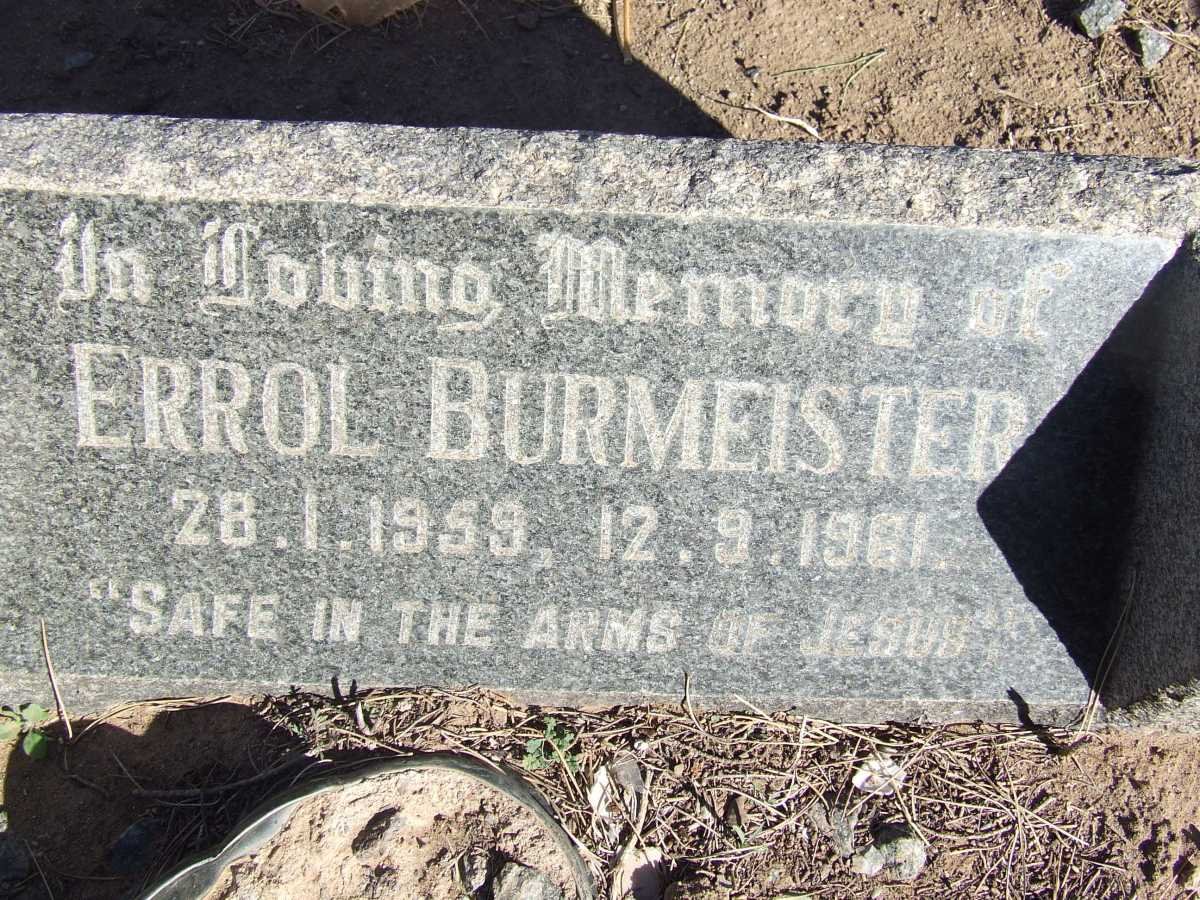 In Loving Memory of
ERROL BURMEISTER
28.1.1959, 12.9.1961.
"SAFE IN THE ARMS OF JESUS"